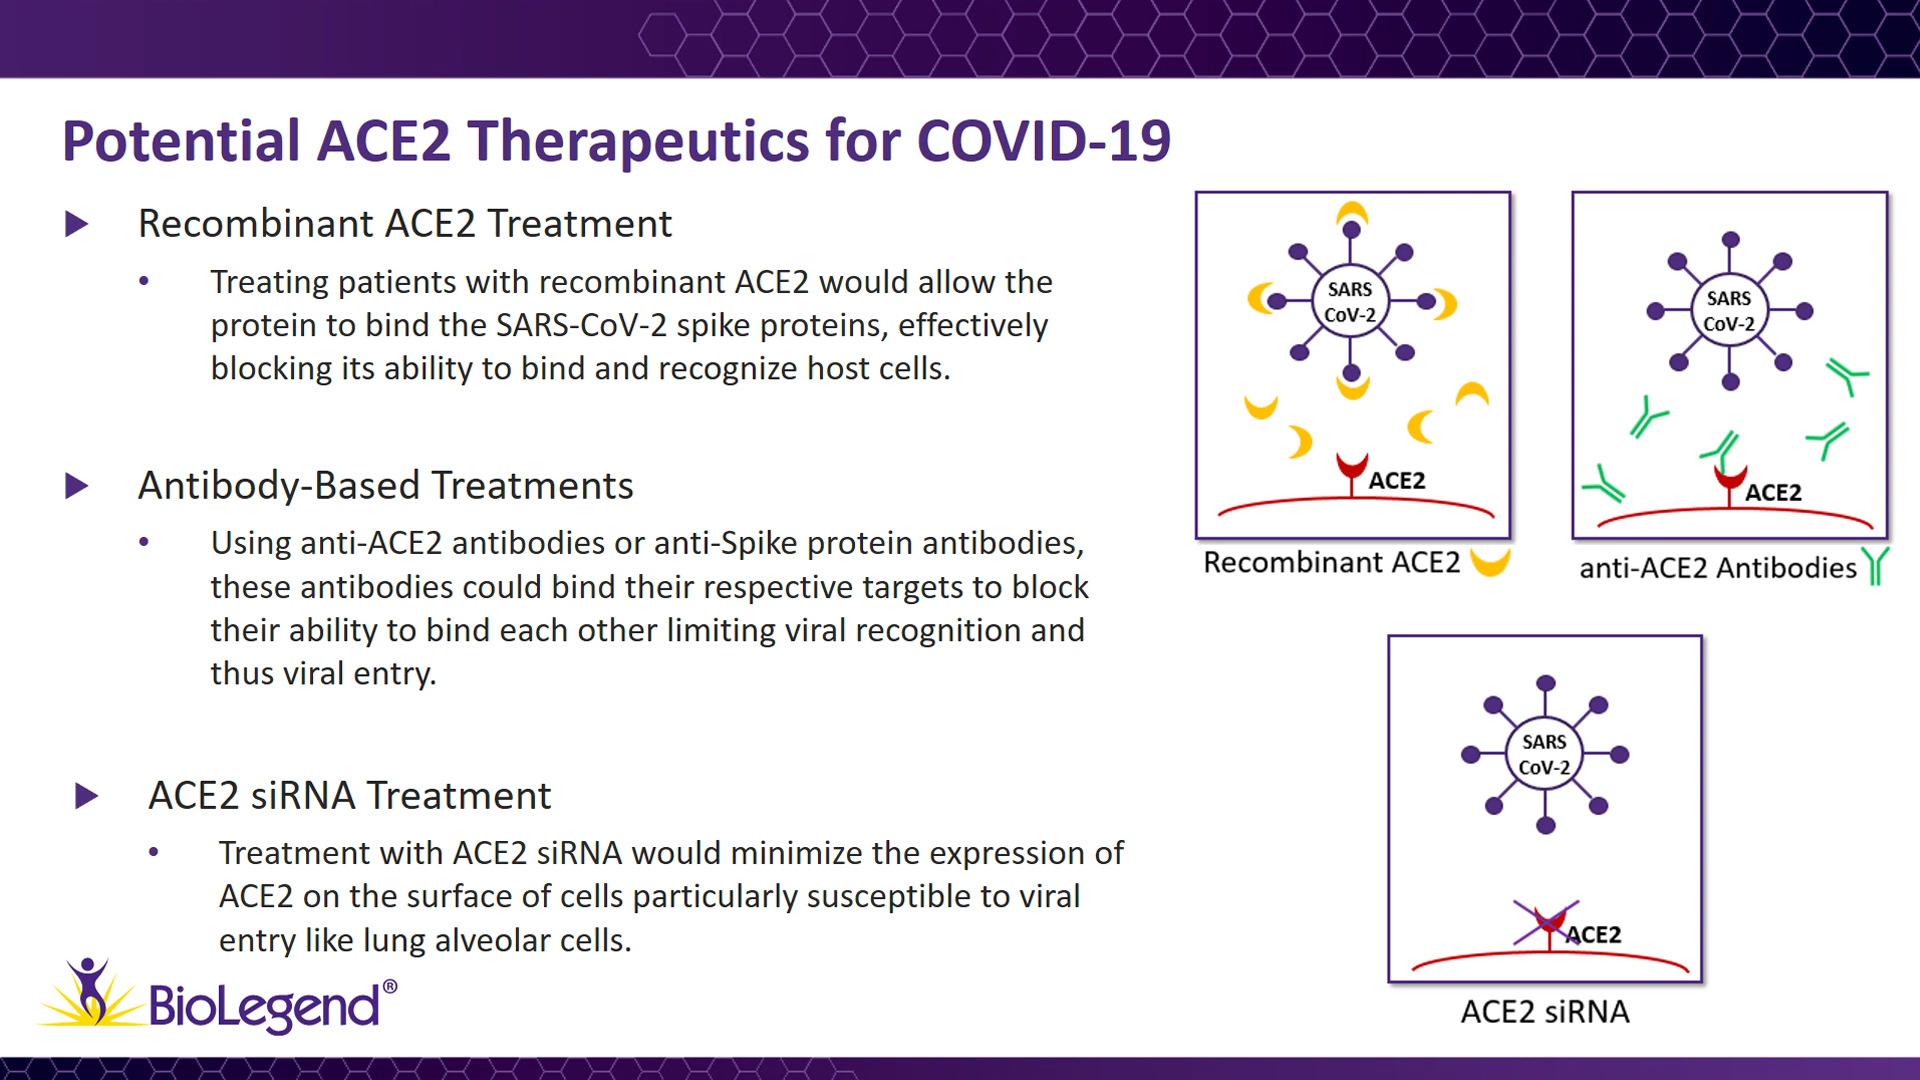 Potential ACE2 Therapeutics for COVID-19
Recombinant ACE2 Treatment
• Treating patients with recombinant ACE2 would allow the
protein to bind the SARS-CoV-2 spike proteins, effectively
blocking its ability to bind and recognize host cells.
Antibody-Based Treatments
• Using anti-ACE2 antibodies or anti-Spike protein antibodies,
these antibodies could bind their respective targets to block
their ability to bind each other limiting viral recognition and
thus viral entry.
ACE2 siRNA Treatment
• Treatment with ACE2 siRNA would minimize the expression of
ACE2 on the surface of cells particularly susceptible to viral
entry like lung alveolar cells.
BioLegend®
SARS
CoV-2
ACE2
Recombinant ACE2
SARS
CoV-2
ACE2
anti-ACE2 Antibodies
SARS
CoV-2
ACE2
ACE2 siRNA